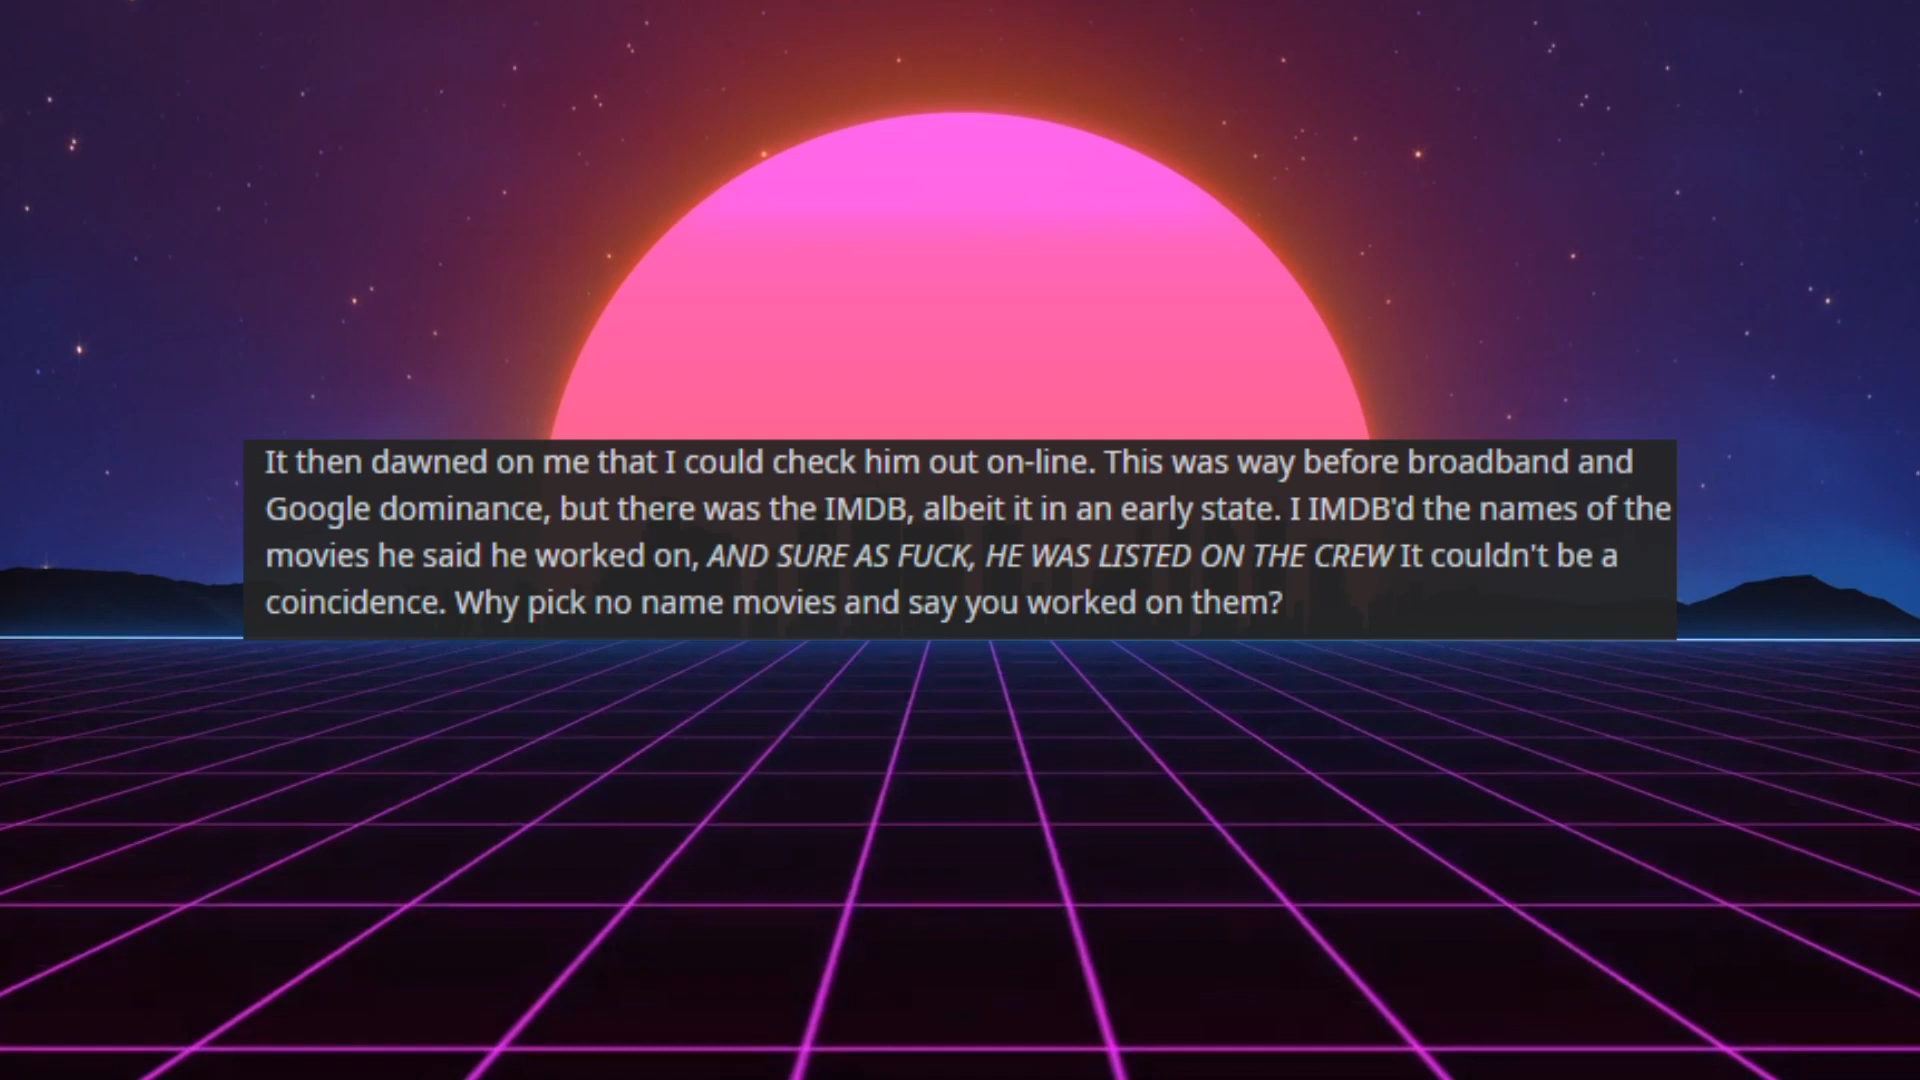 It then dawned on me that I could check him out on-line. This was way before broadband and
Google dominance, but there was the IMDB, albeit it in an early state. I IMDB'd the names of the
movies he said he worked on, AND SURE AS FUCK, HE WAS LISTED ON THE CREW It couldn't be a
coincidence. Why pick no name movies and say you worked on them?